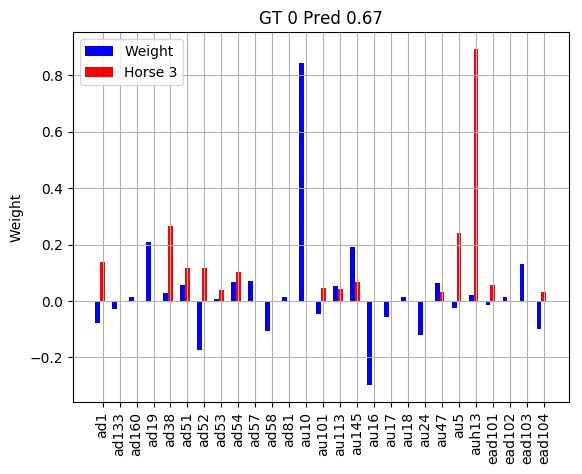 GT 0 Pred 0.67
Weight
Horse 3
Weight
0.8
0.6
0.4
0.2
0.0
−0.2
ad1
ad133
ad160
ad19
ad38
ad51
ad52
ad53
ad54
ad57
ad58
ad81
au10
au101
au113
au145
au16
au17
au18
au24
au47
au5
auh13
ead101
ead102
ead103
ead104